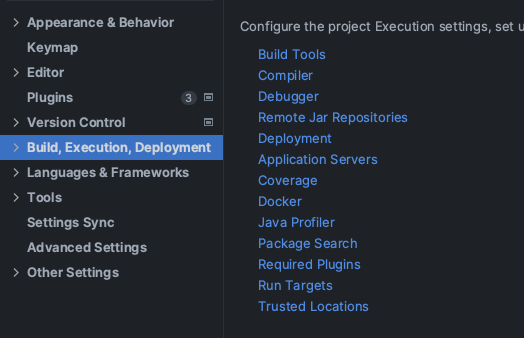 Appearance & Behavior
Keymap
Editor
Plugins 3
Version Control
Build, Execution, Deployment
Languages & Frameworks
Tools
Settings Sync
Advanced Settings
Other Settings
Configure the project Execution settings, set
Build Tools
Compiler
Debugger
Remote Jar Repositories
Deployment
Application Servers
Coverage
Docker
Java Profiler
Package Search
Required Plugins
Run Targets
Trusted Locations